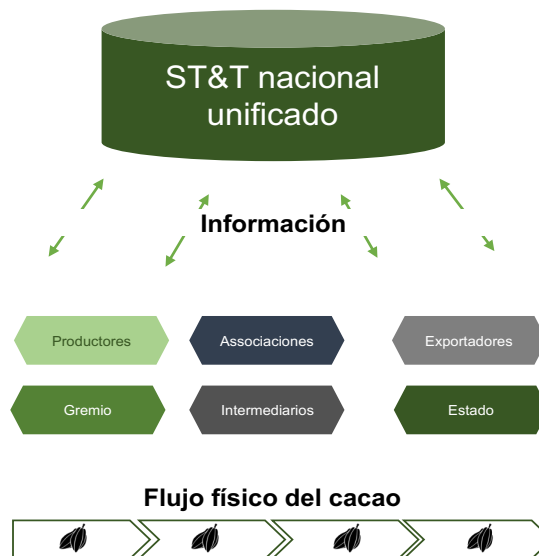 ST&T nacional
unificado
Información
Productores
Associaciones
Exportadores
Gremio
Intermediarios
Estado
Flujo físico del cacao